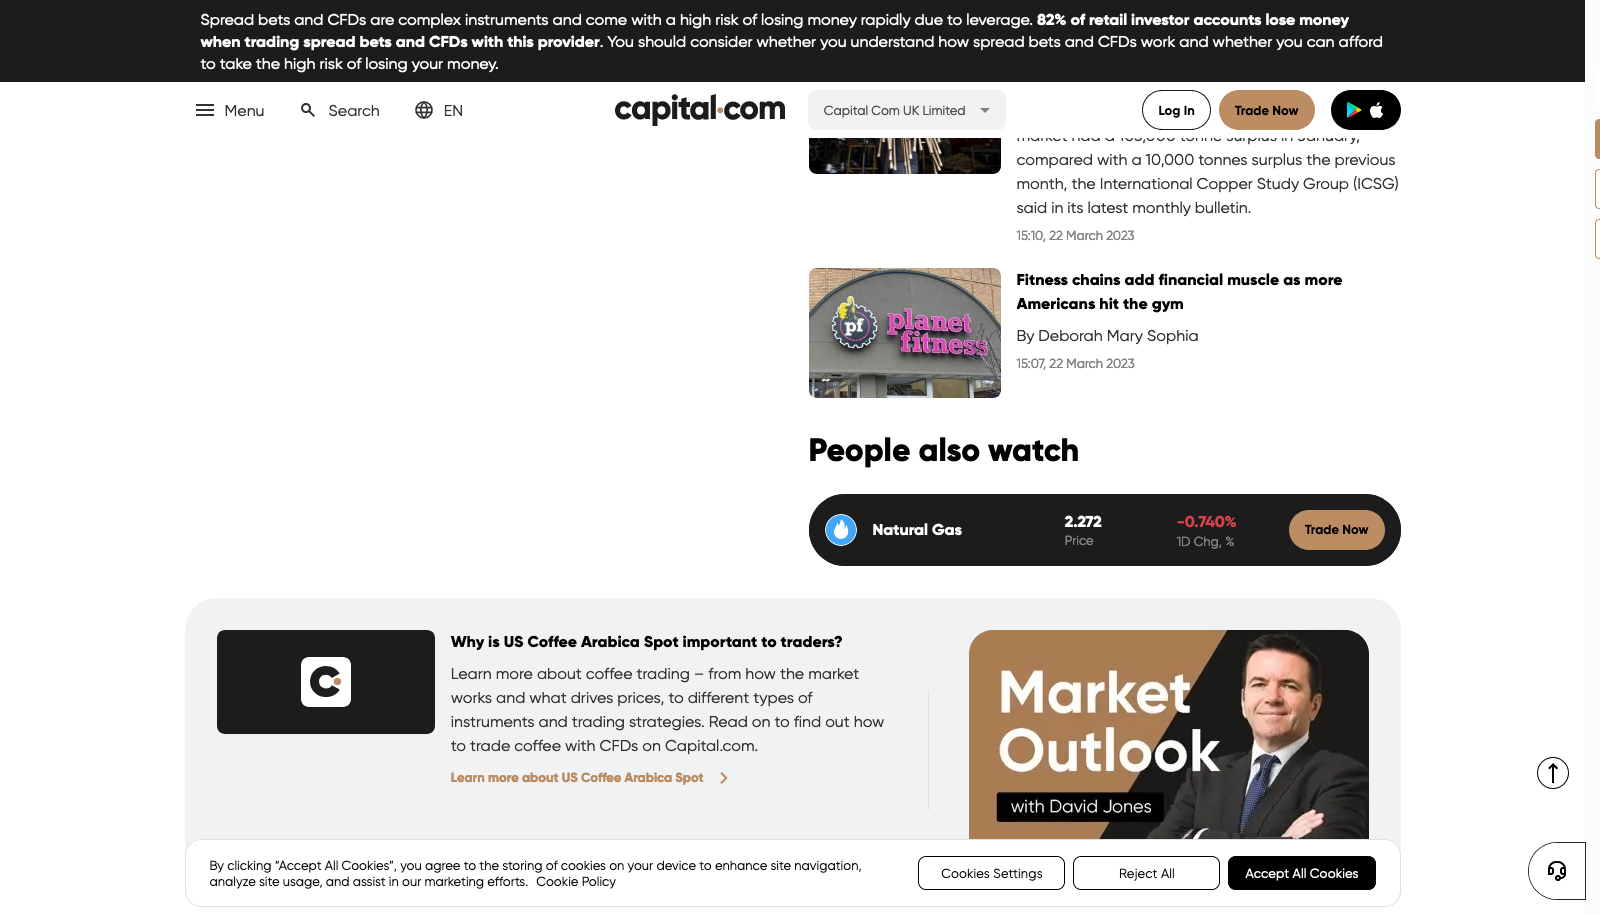 Spread bets and CFDs are complex instruments and come with a high risk of losing money rapidly due to leverage. 82% of retail investor accounts lose money
when trading spread bets and CFDs with this provider. You should consider whether you understand how spread bets and CFDs work and whether you can afford
to take the high risk of losing your money.
Menu
Search
EN
capital.com
Capital Com UK Limited
Log In
Trade Now
market had a 103,000 tonne surplus in January,
compared with a 10,000 tonnes surplus the previous
month, the International Copper Study Group (ICSG)
said in its latest monthly bulletin.
15:10, 22 March 2023
pf
planet
fitness
Fitness chains add financial muscle as more
Americans hit the gym
By Deborah Mary Sophia
15:07, 22 March 2023
People also watch
Natural Gas
2.272
Price
-0.740%
1D Chg, %
Trade Now
Why is US Coffee Arabica Spot important to traders?
Learn more about coffee trading – from how the market
works and what drives prices, to different types of
instruments and trading strategies. Read on to find out how
to trade coffee with CFDs on Capital.com.
Learn more about US Coffee Arabica Spot
Market
Outlook
with David Jones
By clicking “Accept All Cookies”, you agree to the storing of cookies on your device to enhance site navigation,
analyze site usage, and assist in our marketing efforts. Cookie Policy
Cookies Settings
Reject All
Accept All Cookies